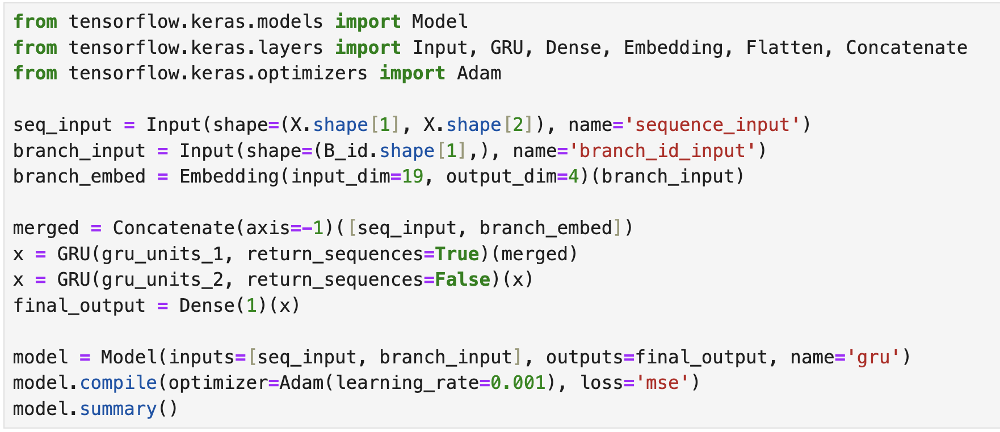 from tensorflow.keras.models import Model
from tensorflow.keras.layers import Input, GRU, Dense, Embedding, Flatten, Concatenate
from tensorflow.keras.optimizers import Adam

seq_input = Input(shape=(X.shape[1], X.shape[2]), name='sequence_input')
branch_input = Input(shape=(B_id.shape[1],), name='branch_id_input')
branch_embed = Embedding(input_dim=19, output_dim=4)(branch_input)

merged = Concatenate(axis=-1)([seq_input, branch_embed])
x = GRU(gru_units_1, return_sequences=True)(merged)
x = GRU(gru_units_2, return_sequences=False)(x)
final_output = Dense(1)(x)

model = Model(inputs=[seq_input, branch_input], outputs=final_output, name='gru')
model.compile(optimizer=Adam(learning_rate=0.001), loss='mse')
model.summary()